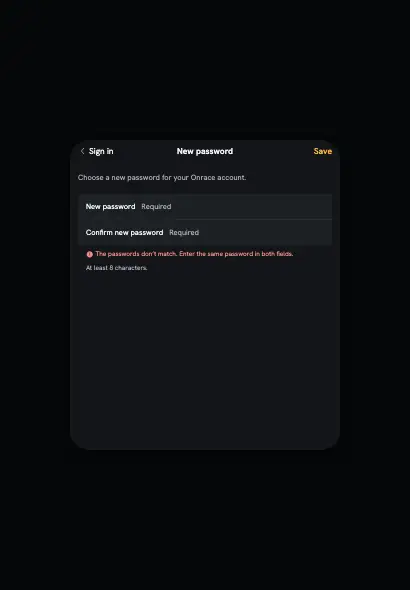 Sign in
New password
Save
Choose a new password for your Onrace account.
New password Required
Confirm new password Required
The passwords don't match. Enter the same password in both fields.
At least 8 characters.